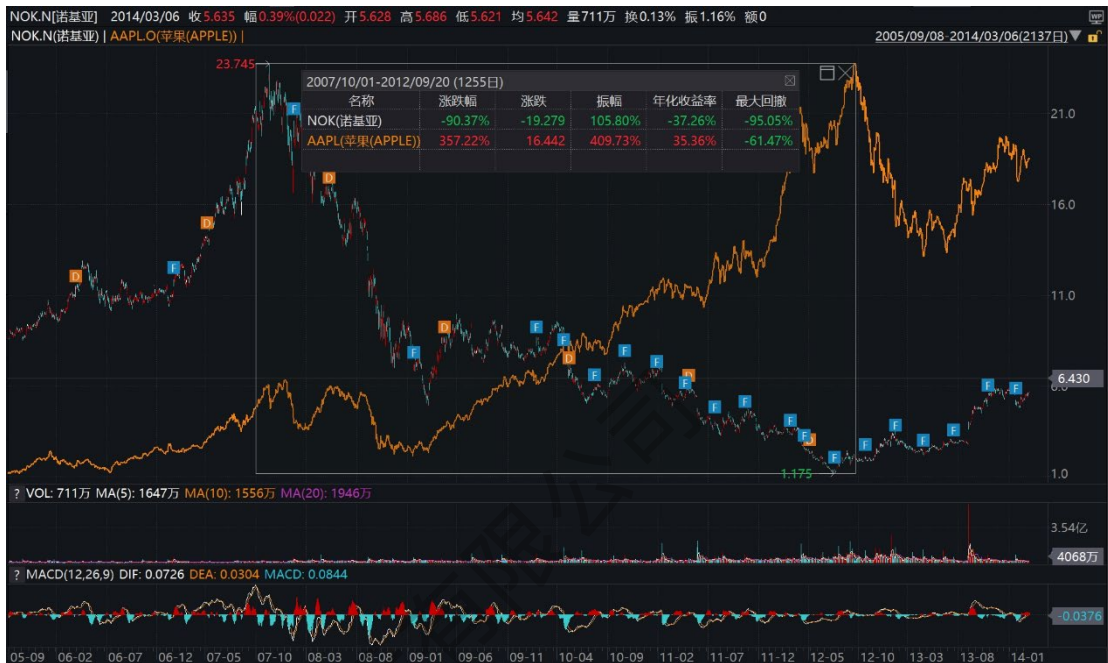 NOK.N[诺基亚] 2014/03/06 收5.635 幅0.39%(0.022) 开5.628 高5.686 低5.621 均5.642 量711万 换0.13% 振1.16% 额0
WP
NOK.N(诺基亚) | AAPL.O(苹果(APPLE)) |
2005/09/08-2014/03/06(2137日)
23.745
2007/10/01-2012/09/20 (1255日)
名称 涨跌幅 涨跌 振幅 年化收益率 最大回撤
NOK(诺基亚) -90.37% -19.279 105.80% -37.26% -95.05%
AAPL(苹果(APPLE)) 357.22% 16.442 409.73% 35.36% -61.47%
F
21.0
D
D
16.0
D F
11.0
D F
F F
D
F F F
6.430
D F
F F
F F
F D
F F F F F
1.175
1.0
? VOL: 711万 MA(5): 1647万 MA(10): 1556万 MA(20): 1946万
3.54亿
4068万
? MACD(12,26,9) DIF: 0.0726 DEA: 0.0304 MACD: 0.0844
-0.0376
05-09 06-02 06-07 06-12 07-05 07-10 08-03 08-08 09-01 09-06 09-11 10-04 10-09 11-02 11-07 11-12 12-05 12-10 13-03 13-08 14-01
有限公司